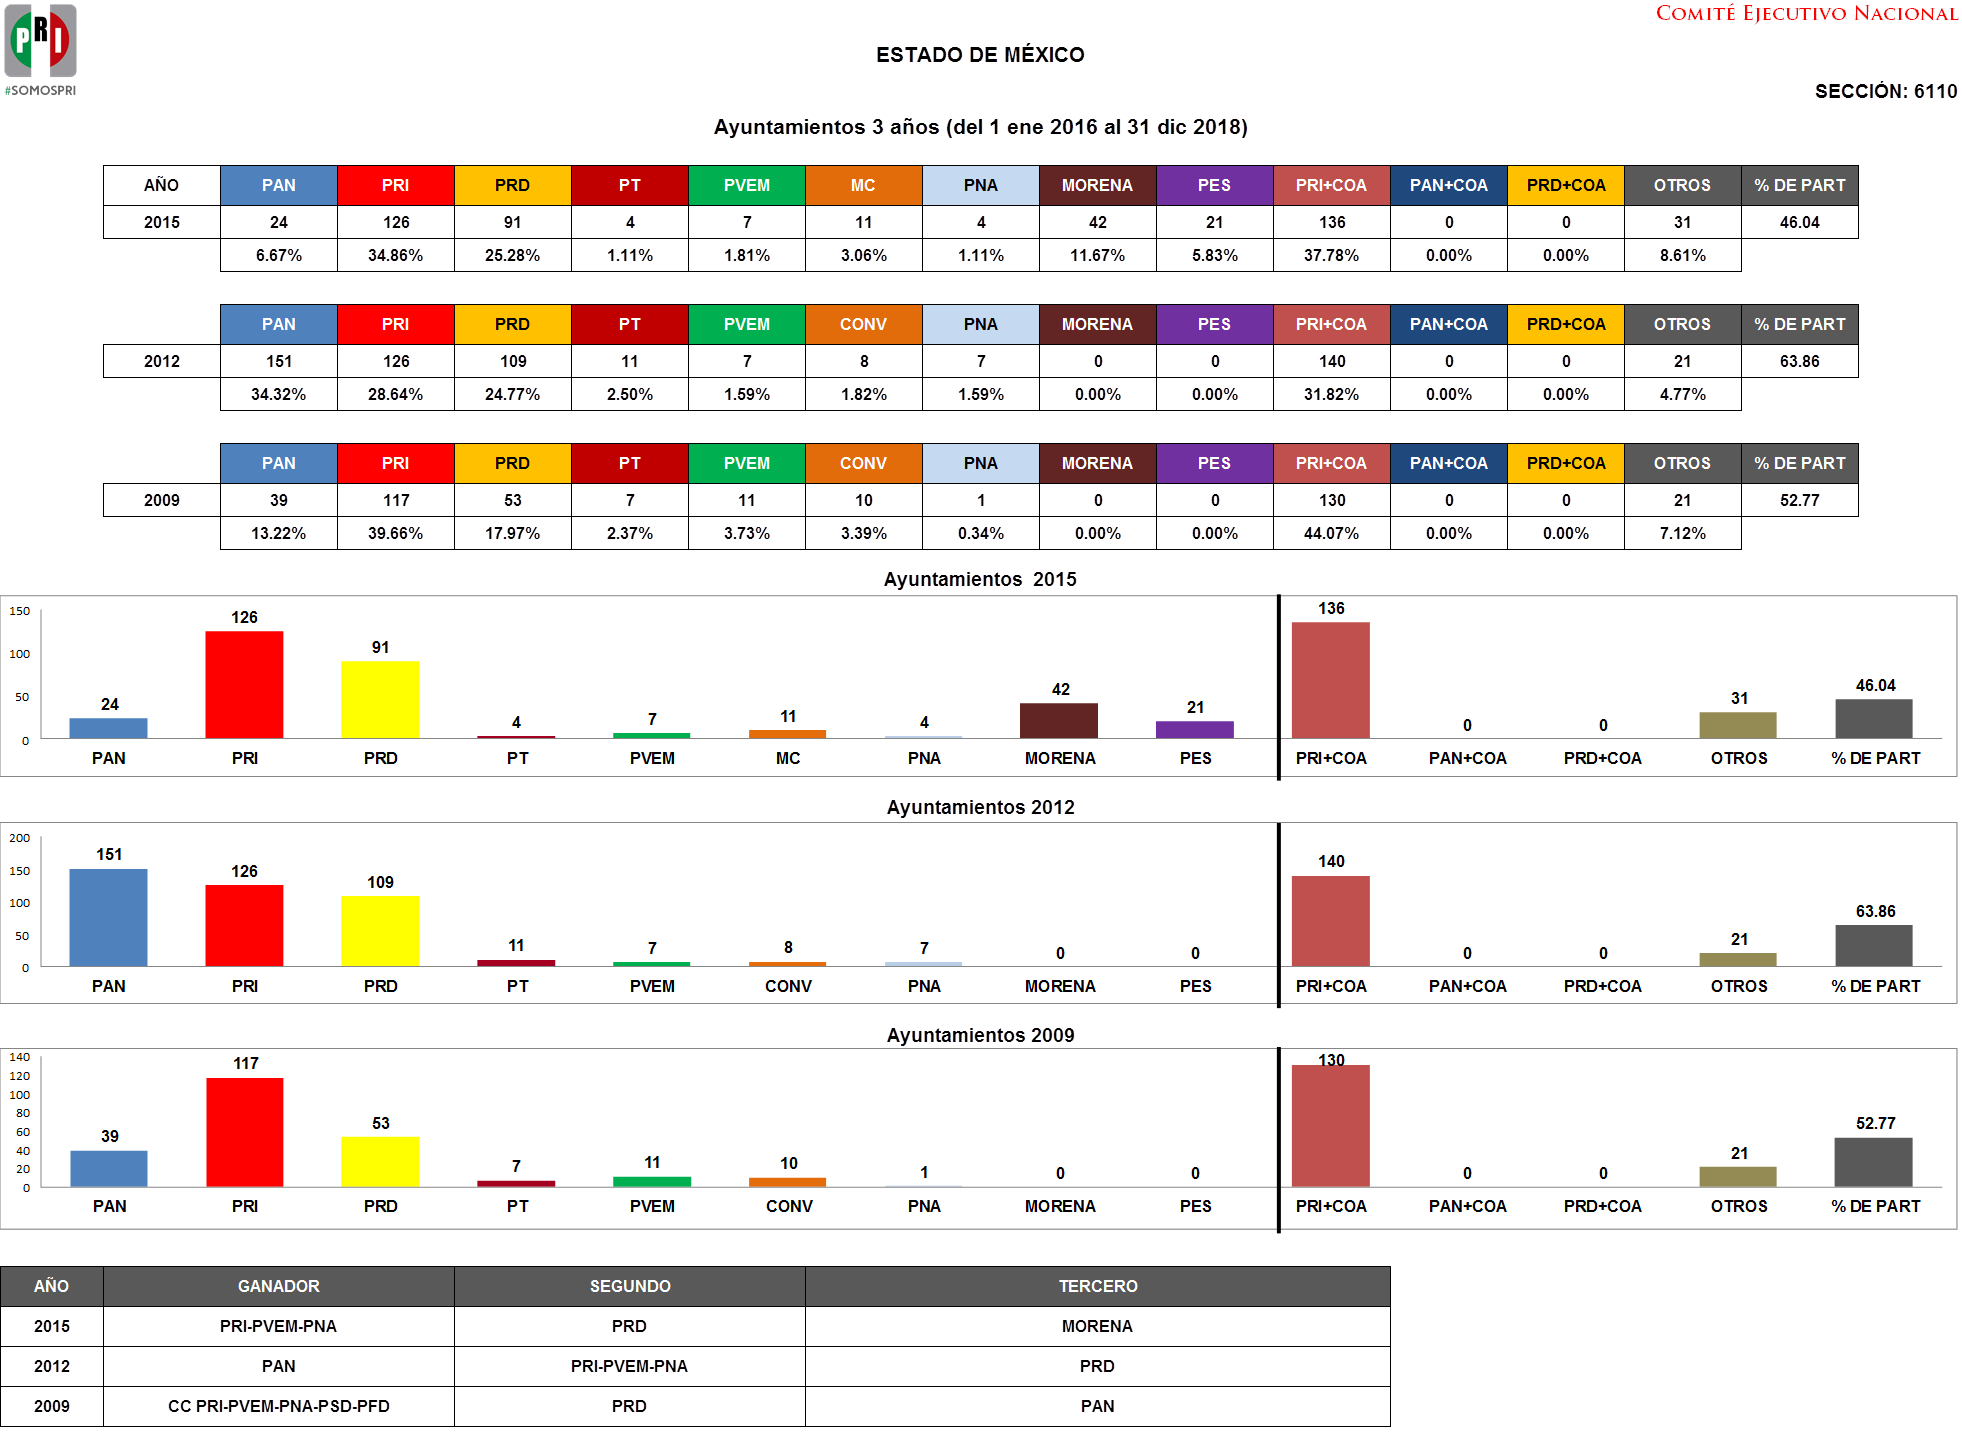 COMITÉ EJECUTIVO NACIONAL
PRI
#SOMOSPRI
ESTADO DE MÉXICO
SECCIÓN: 6110
Ayuntamientos 3 años (del 1 ene 2016 al 31 dic 2018)
AÑO PAN PRI PRD PT PVEM MC PNA MORENA PES PRI+COA PAN+COA PRD+COA OTROS % DE PART
2015 24 126 91 4 7 11 4 42 21 136 0 0 31 46.04
6.67% 34.86% 25.28% 1.11% 1.81% 3.06% 1.11% 11.67% 5.83% 37.78% 0.00% 0.00% 8.61%
PAN PRI PRD PT PVEM CONV PNA MORENA PES PRI+COA PAN+COA PRD+COA OTROS % DE PART
2012 151 126 109 11 7 8 7 0 0 140 0 0 21 63.86
34.32% 28.64% 24.77% 2.50% 1.59% 1.82% 1.59% 0.00% 0.00% 31.82% 0.00% 0.00% 4.77%
PAN PRI PRD PT PVEM CONV PNA MORENA PES PRI+COA PAN+COA PRD+COA OTROS % DE PART
2009 39 117 53 7 11 10 1 0 0 130 0 0 21 52.77
13.22% 39.66% 17.97% 2.37% 3.73% 3.39% 0.34% 0.00% 0.00% 44.07% 0.00% 0.00% 7.12%
Ayuntamientos 2015
150
100
50
0
24 126 91 4 7 11 4 42 21 136 0 0 31 46.04
PAN PRI PRD PT PVEM MC PNA MORENA PES PRI+COA PAN+COA PRD+COA OTROS % DE PART
Ayuntamientos 2012
200
150
100
50
0
151 126 109 11 7 8 7 0 0 140 0 0 21 63.86
PAN PRI PRD PT PVEM CONV PNA MORENA PES PRI+COA PAN+COA PRD+COA OTROS % DE PART
Ayuntamientos 2009
140
120
100
80
60
40
20
0
39 117 53 7 11 10 1 0 0 130 0 0 21 52.77
PAN PRI PRD PT PVEM CONV PNA MORENA PES PRI+COA PAN+COA PRD+COA OTROS % DE PART
AÑO GANADOR SEGUNDO TERCERO
2015 PRI-PVEM-PNA PRD MORENA
2012 PAN PRI-PVEM-PNA PRD
2009 CC PRI-PVEM-PNA-PSD-PFD PRD PAN